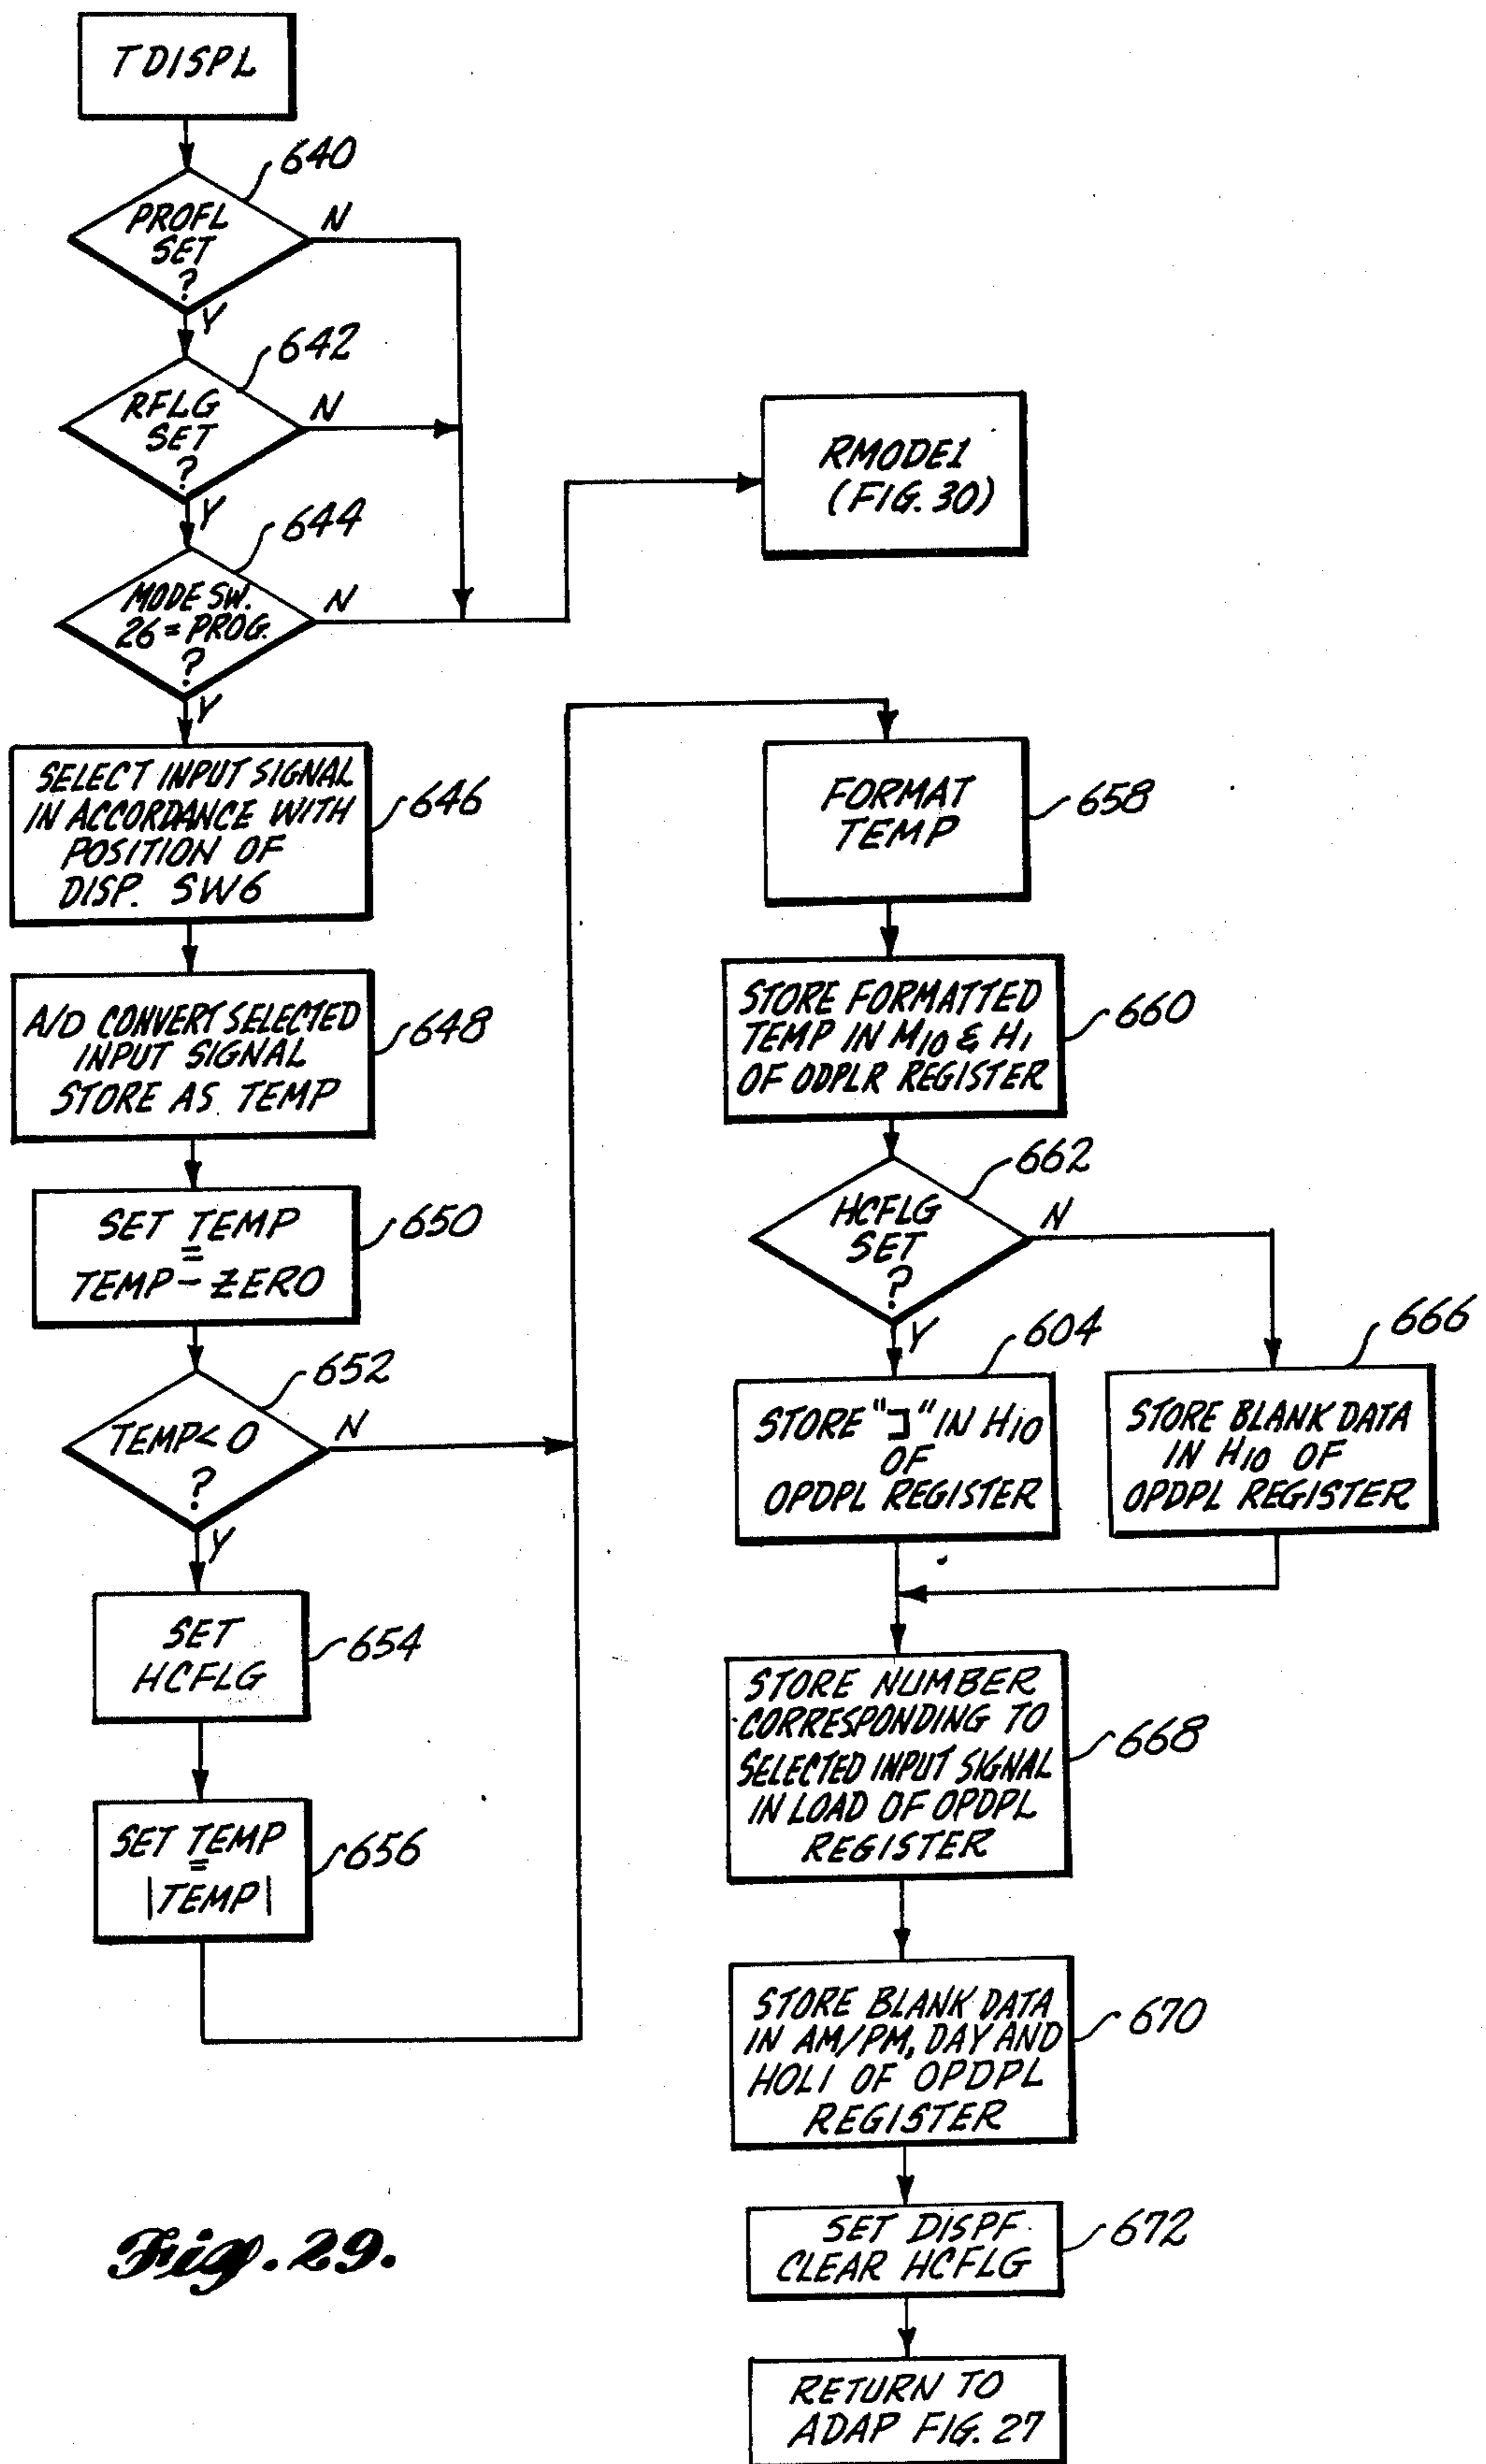 TDISPL
640
PROFL
SET
?
N
Y
642
RFLG
SET
?
N
Y
644
MODE SW.
26 = PROG.
?
N
Y
RMODE1
(FIG. 30)
SELECT INPUT SIGNAL
IN ACCORDANCE WITH
POSITION OF
DISP. SW6
646
A/D CONVERT SELECTED
INPUT SIGNAL
STORE AS TEMP
648
SET TEMP
=
TEMP - ZERO
650
652
TEMP < 0
?
N
Y
SET
HCFLG
654
SET TEMP
=
|TEMP|
656
FORMAT
TEMP
658
STORE FORMATTED
TEMP IN M10 & H1
OF ODPLR REGISTER
660
662
HCFLG
SET
?
N
Y
604
STORE "コ" IN H10
OF
OPDPL REGISTER
666
STORE BLANK DATA
IN H10 OF
OPDPL REGISTER
STORE NUMBER
CORRESPONDING TO
SELECTED INPUT SIGNAL
IN LOAD OF OPDPL
REGISTER
668
STORE BLANK DATA
IN AM/PM, DAY AND
HOLI OF OPDPL
REGISTER
670
SET DISPF
CLEAR HCFLG
672
RETURN TO
ADAP FIG. 27
Fig. 29.